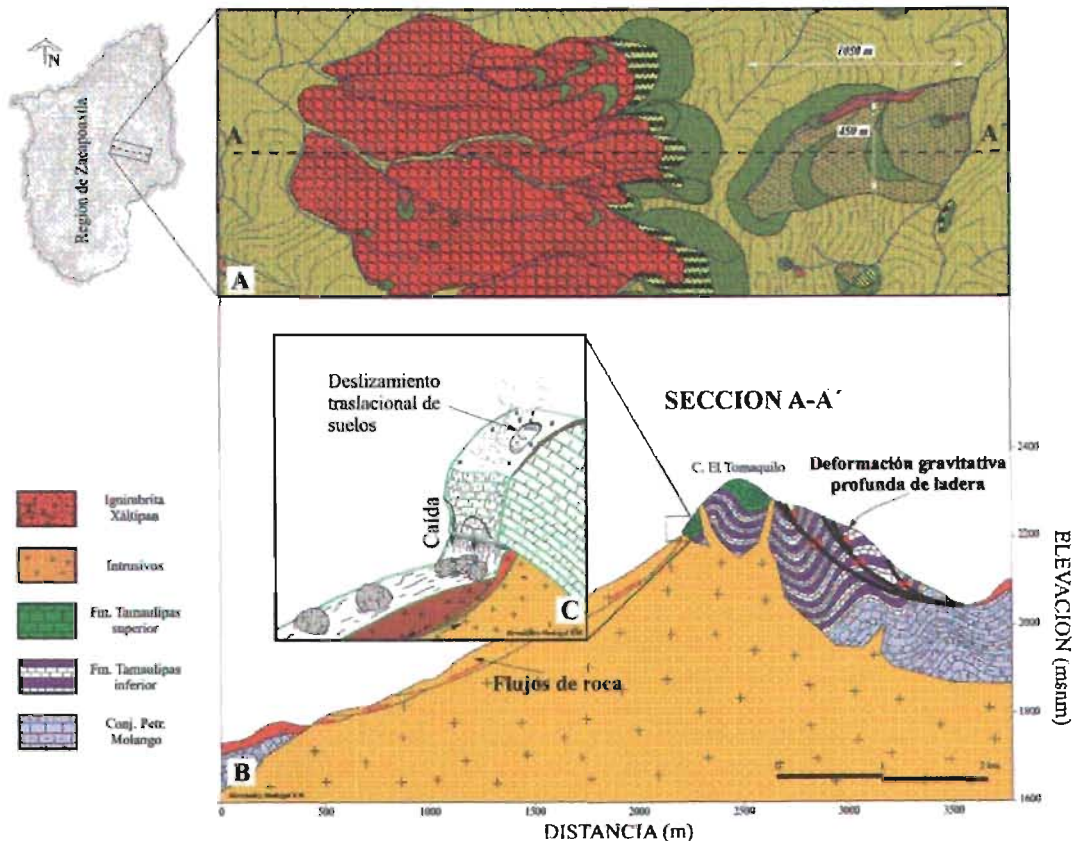 N
Región de Zacapoaxtla
A
A
A'
1050 m
450 m
SECCION A-A´
Deslizamiento
traslacional de
suelos
Caída
C
C. El Tomaquilo
Deformación gravitativa
profunda de ladera
Flujos de roca
B
Ignimbrita
Xáltipan
Intrusivos
Fm. Tamaulipas
superior
Fm. Tamaulipas
inferior
Conj. Petr.
Molango
2400
2200
2000
1800
1600
ELEVACION (msnm)
0
500
1000
1500
2000
2500
3000
3500
DISTANCIA (m)